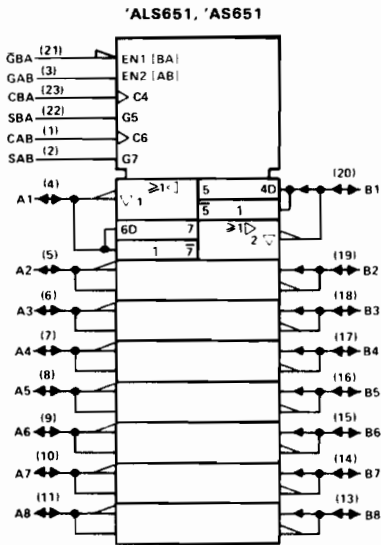 'ALS651, 'AS651
G̅BA (21) EN1 [BA]
GAB (3) EN2 [AB]
CBA (23) C4
SBA (22) G5
CAB (1) C6
SAB (2) G7
A1 (4) ▽ 1 ≥1 5 4D (20) B1
5̅ 1
6D 7 ≥1 ▷ 2 ▽
1 7̅
A2 (5) (19) B2
A3 (6) (18) B3
A4 (7) (17) B4
A5 (8) (16) B5
A6 (9) (15) B6
A7 (10) (14) B7
A8 (11) (13) B8